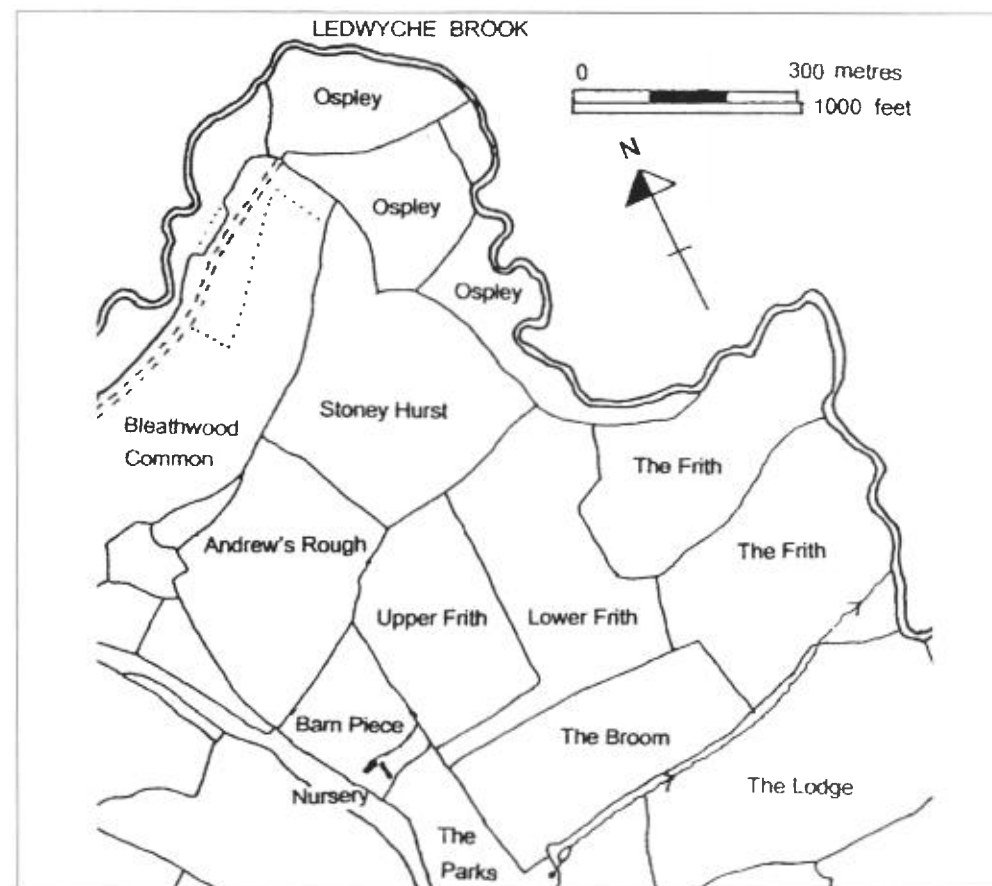 LEDWYCHE BROOK
0 300 metres
1000 feet
Ospley
N
Ospley
Ospley
Stoney Hurst
Bleathwood
Common
The Frith
Andrew's Rough
The Frith
Upper Frith
Lower Frith
Barn Piece
The Broom
Nursery
The Lodge
The
Parks